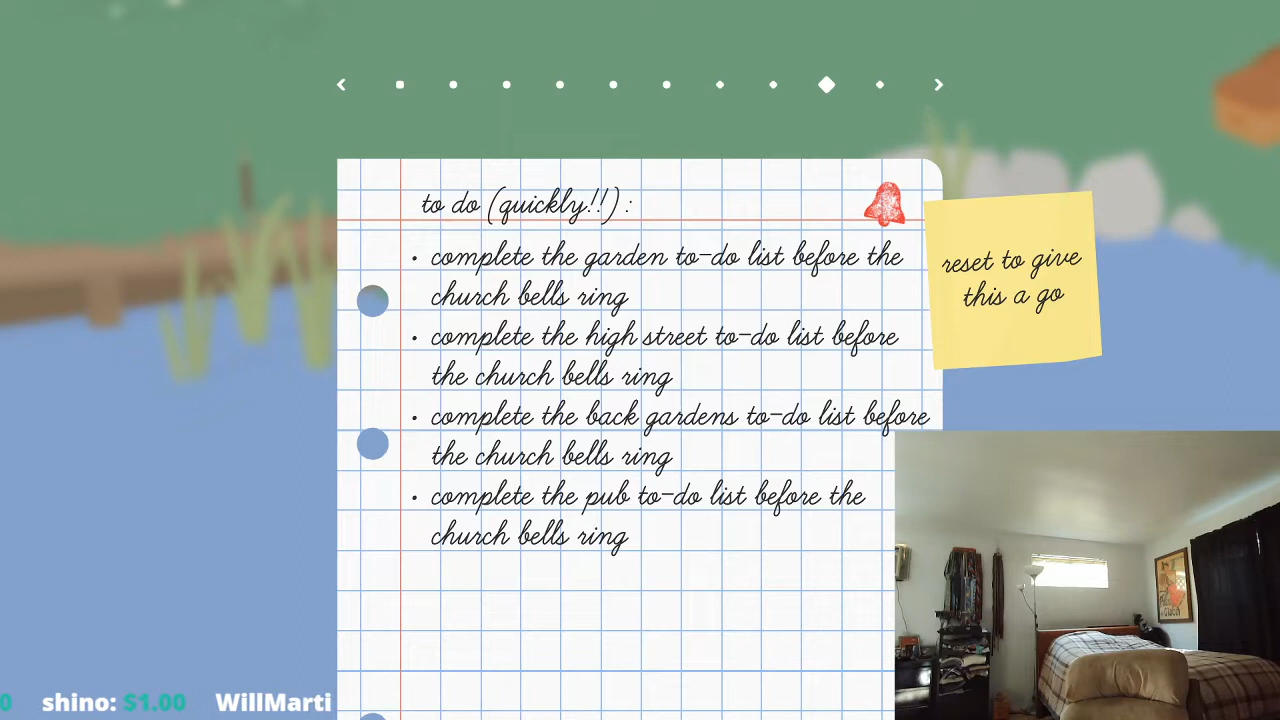 to do (quickly!!) :
• complete the garden to-do list before the
church bells ring
• complete the high street to-do list before
the church bells ring
• complete the back gardens to-do list before
the church bells ring
• complete the pub to-do list before the
church bells ring
reset to give
this a go
0 shino: $1.00 WillMarti